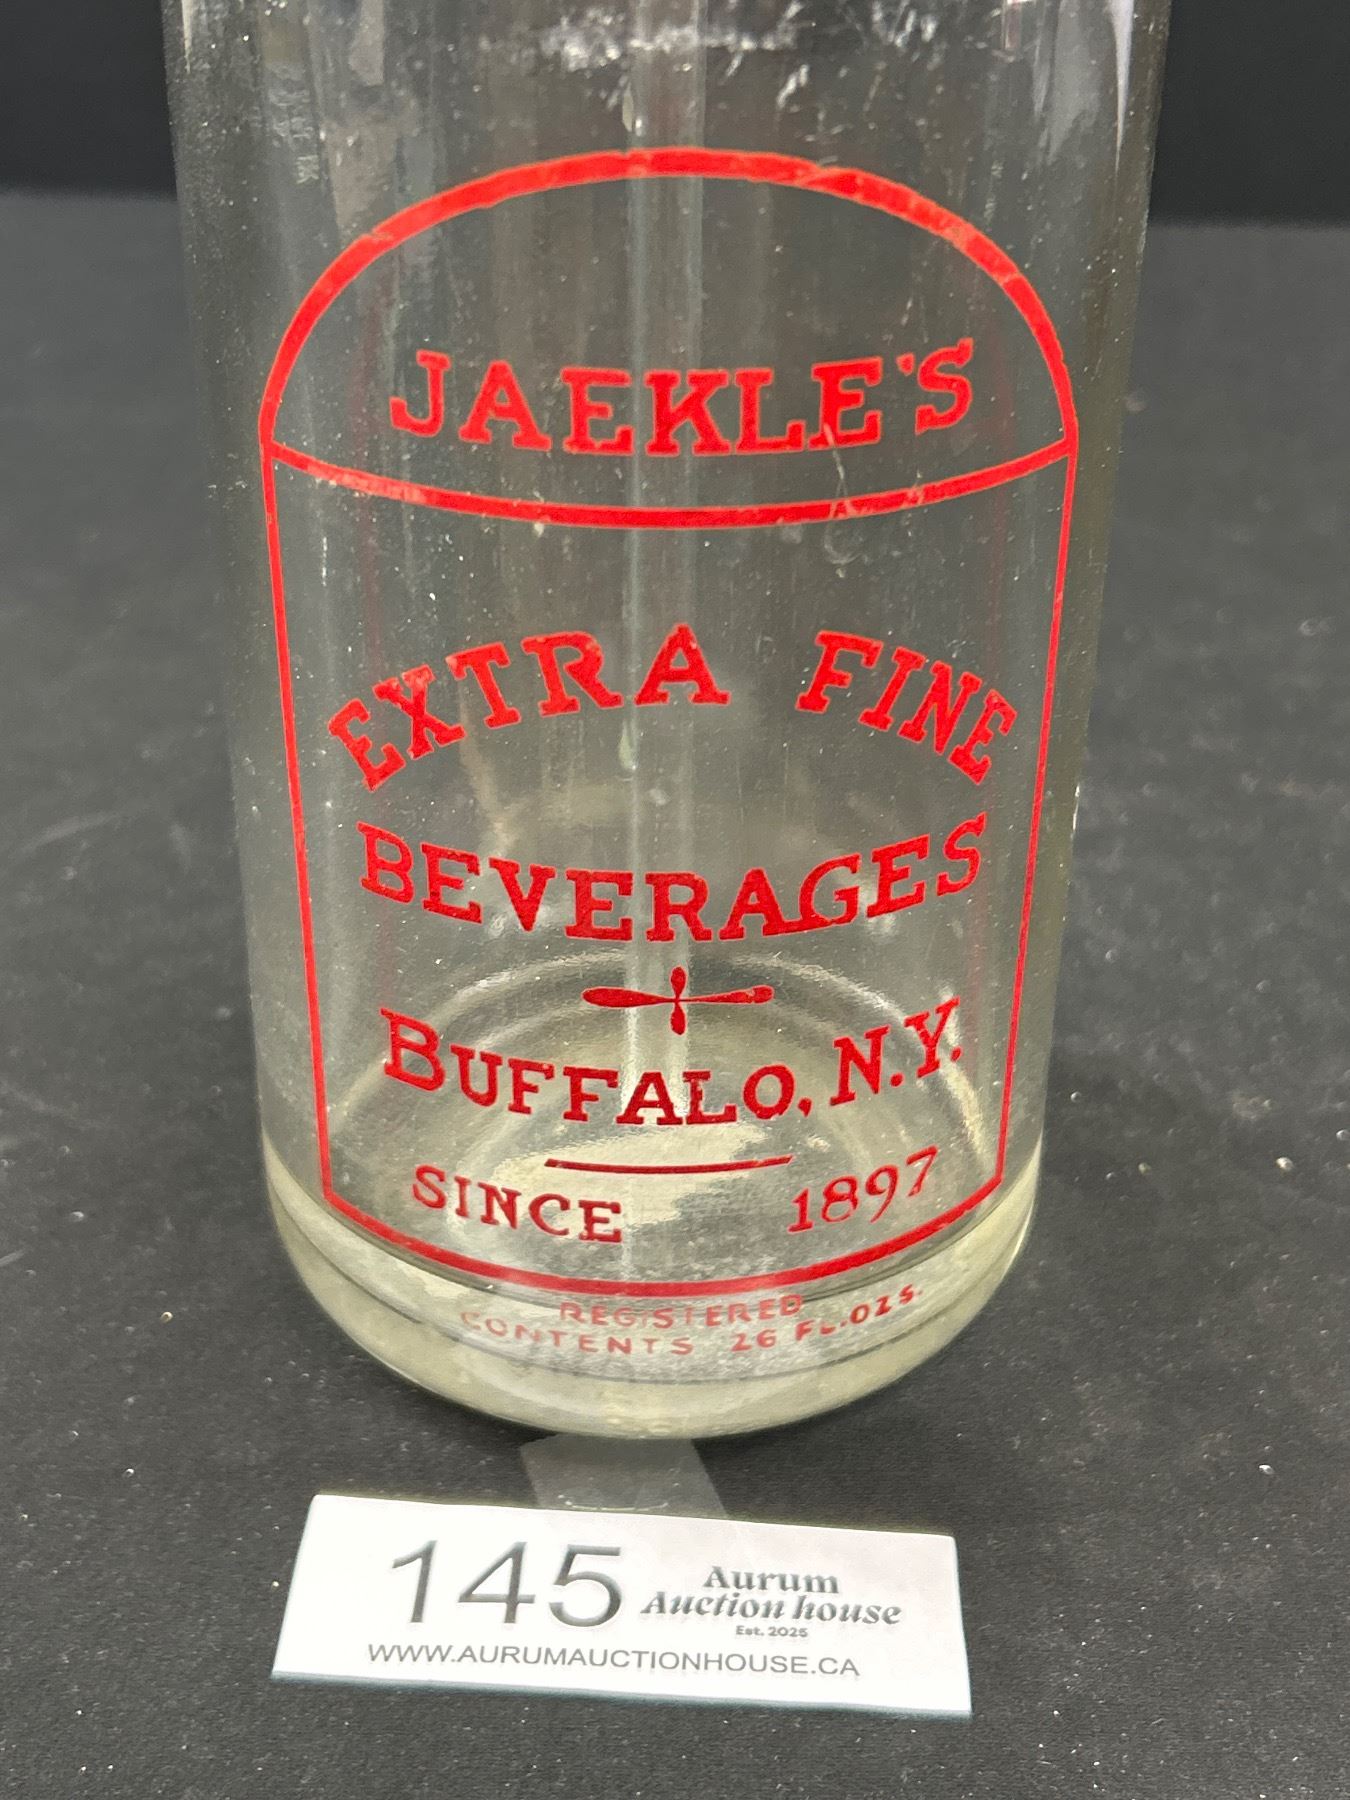 JAEKLE'S
EXTRA FINE
BEVERAGES
BUFFALO, N.Y.
SINCE 1897
REGISTERED
CONTENTS 26 FL. OZS.
145 Aurum
Auction house
Est. 2025
WWW.AURUMAUCTIONHOUSE.CA